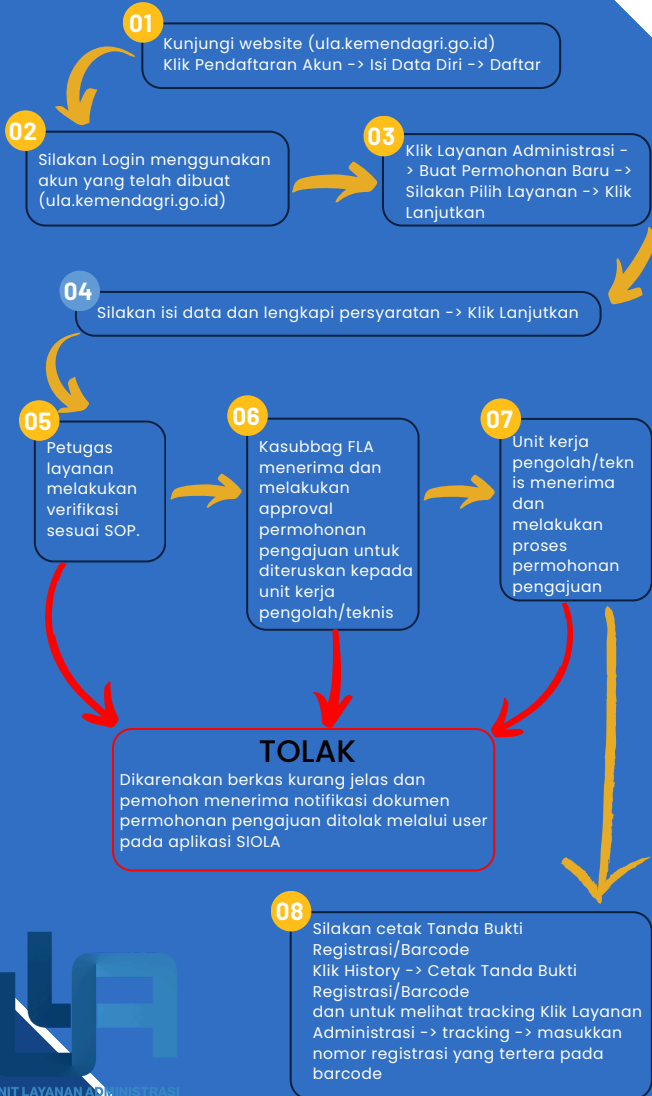 01
Kunjungi website (ula.kemendagri.go.id)
Klik Pendaftaran Akun -> Isi Data Diri -> Daftar
02
Silakan Login menggunakan
akun yang telah dibuat
(ula.kemendagri.go.id)
03
Klik Layanan Administrasi -
> Buat Permohonan Baru ->
Silakan Pilih Layanan -> Klik
Lanjutkan
04
Silakan isi data dan lengkapi persyaratan -> Klik Lanjutkan
05
Petugas
layanan
melakukan
verifikasi
sesuai SOP.
06
Kasubbag FLA
menerima dan
melakukan
approval
permohonan
pengajuan untuk
diteruskan kepada
unit kerja
pengolah/teknis
07
Unit kerja
pengolah/tekn
is menerima
dan
melakukan
proses
permohonan
pengajuan
TOLAK
Dikarenakan berkas kurang jelas dan
pemohon menerima notifikasi dokumen
permohonan pengajuan ditolak melalui user
pada aplikasi SIOLA
08
Silakan cetak Tanda Bukti
Registrasi/Barcode
Klik History -> Cetak Tanda Bukti
Registrasi/Barcode
dan untuk melihat tracking Klik Layanan
Administrasi -> tracking -> masukkan
nomor registrasi yang tertera pada
barcode
ULA
NIT LAYANAN ADMINISTRASI